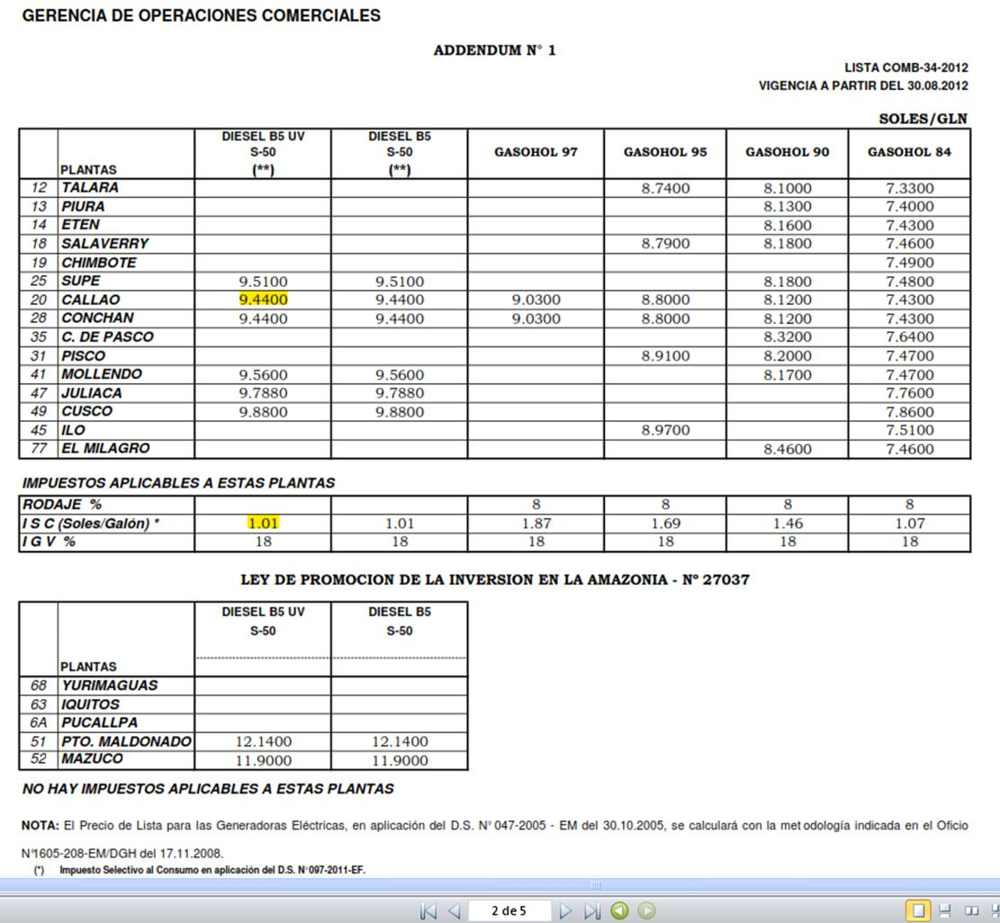 GERENCIA DE OPERACIONES COMERCIALES
ADDENDUM N° 1
LISTA COMB-34-2012
VIGENCIA A PARTIR DEL 30.08.2012
SOLES/GLN
PLANTAS DIESEL B5 UV S-50 (**) DIESEL B5 S-50 (**) GASOHOL 97 GASOHOL 95 GASOHOL 90 GASOHOL 84
12 TALARA 8.7400 8.1000 7.3300
13 PIURA 8.1300 7.4000
14 ETEN 8.1600 7.4300
18 SALAVERRY 8.7900 8.1800 7.4600
19 CHIMBOTE 7.4900
25 SUPE 9.5100 9.5100 8.1800 7.4800
20 CALLAO 9.4400 9.4400 9.0300 8.8000 8.1200 7.4300
28 CONCHAN 9.4400 9.4400 9.0300 8.8000 8.1200 7.4300
35 C. DE PASCO 8.3200 7.6400
31 PISCO 8.9100 8.2000 7.4700
41 MOLLENDO 9.5600 9.5600 8.1700 7.4700
47 JULIACA 9.7880 9.7880 7.7600
49 CUSCO 9.8800 9.8800 7.8600
45 ILO 8.9700 7.5100
77 EL MILAGRO 8.4600 7.4600
IMPUESTOS APLICABLES A ESTAS PLANTAS
RODAJE % 8 8 8 8
I S C (Soles/Galón) * 1.01 1.01 1.87 1.69 1.46 1.07
I G V % 18 18 18 18 18 18
LEY DE PROMOCION DE LA INVERSION EN LA AMAZONIA - Nº 27037
PLANTAS DIESEL B5 UV S-50 DIESEL B5 S-50
68 YURIMAGUAS
63 IQUITOS
6A PUCALLPA
51 PTO. MALDONADO 12.1400 12.1400
52 MAZUCO 11.9000 11.9000
NO HAY IMPUESTOS APLICABLES A ESTAS PLANTAS
NOTA: El Precio de Lista para las Generadoras Eléctricas, en aplicación del D.S. N° 047-2005 - EM del 30.10.2005, se calculará con la met odología indicada en el Oficio
N°1605-208-EM/DGH del 17.11.2008.
(*) Impuesto Selectivo al Consumo en aplicación del D.S. N° 097-2011-EF.
2 de 5